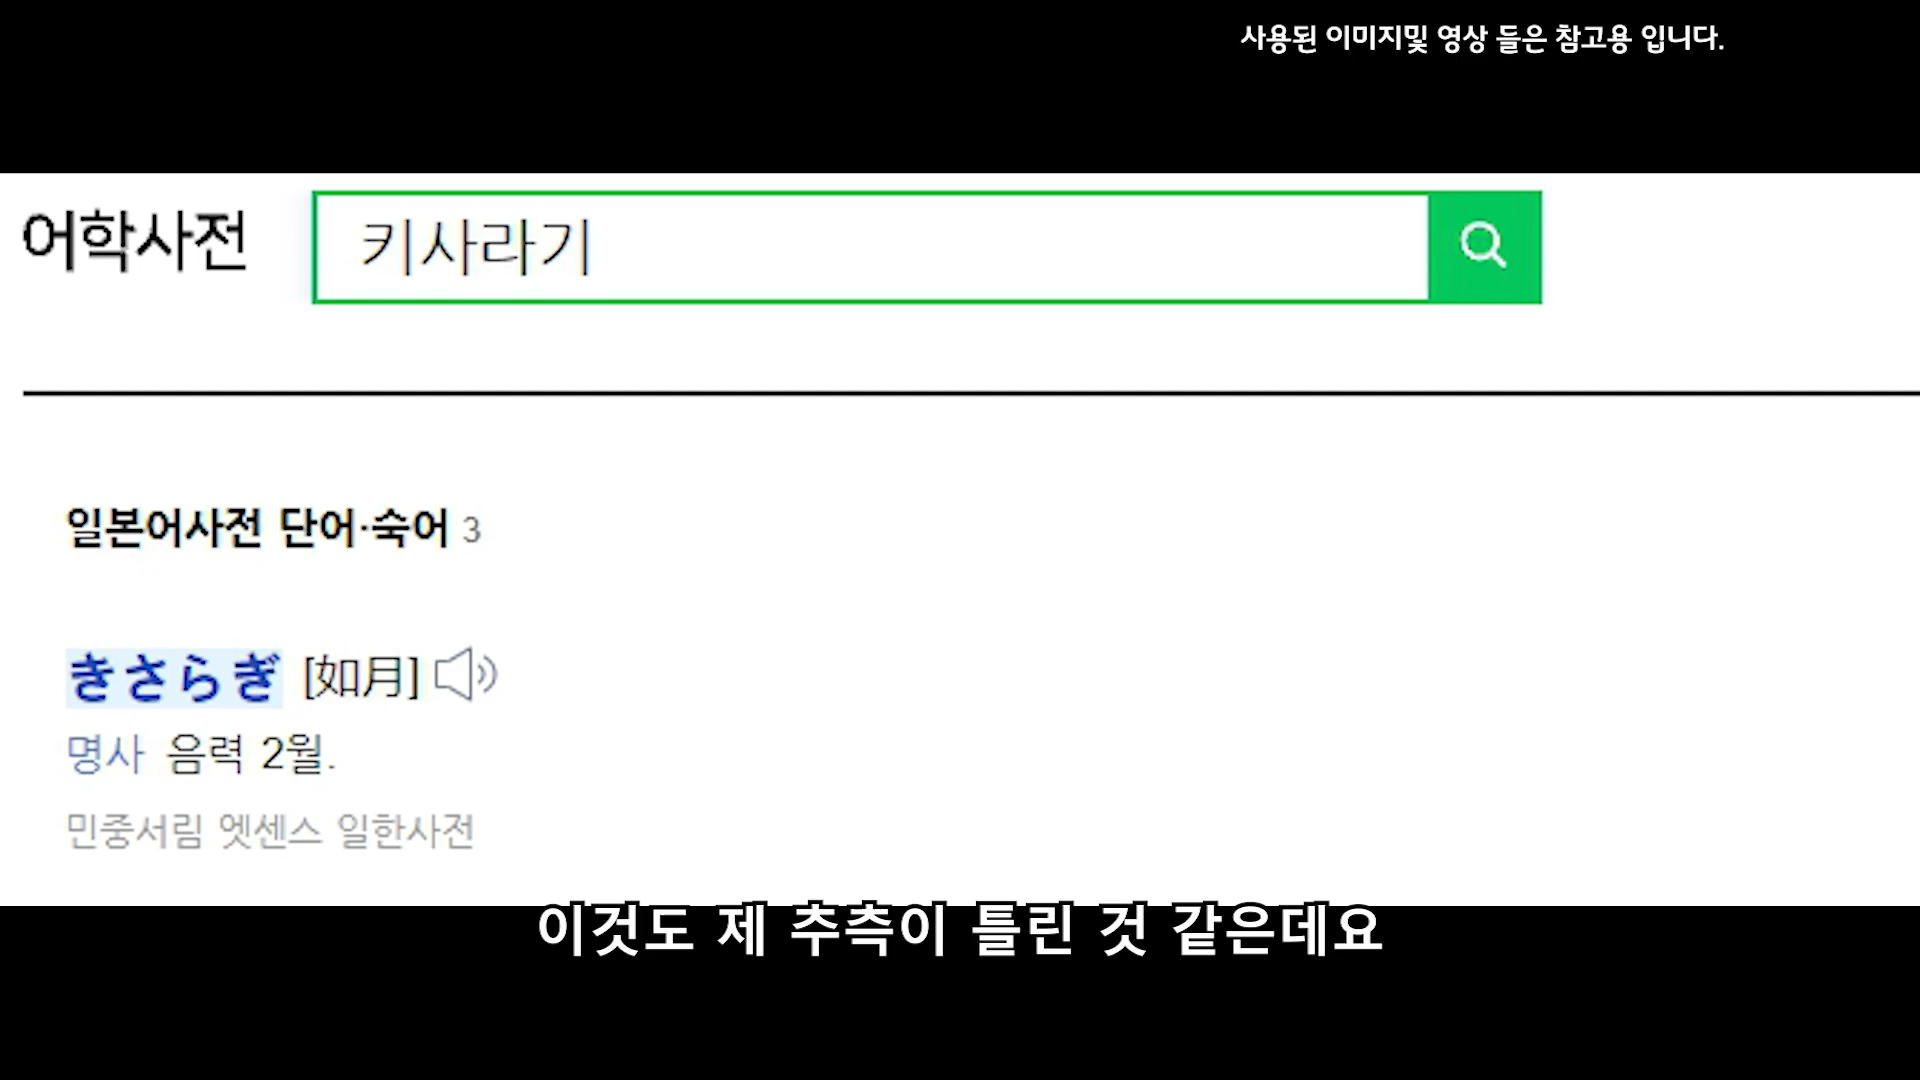 사용된 이미지및 영상 들은 참고용 입니다.
어학사전 키사라기
일본어사전 단어·숙어 3
きさらぎ [如月]
명사 음력 2월.
민중서림 엣센스 일한사전
이것도 제 추측이 틀린 것 같은데요